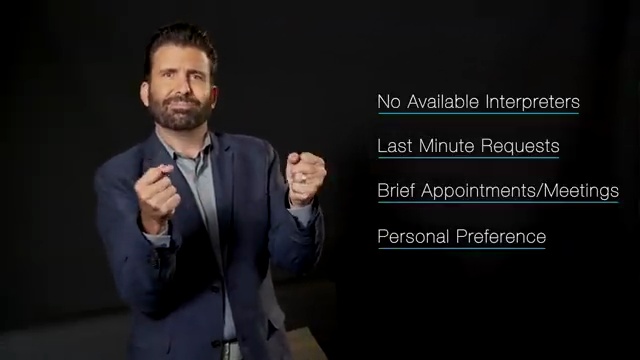 No Available Interpreters
Last Minute Requests
Brief Appointments/Meetings
Personal Preference